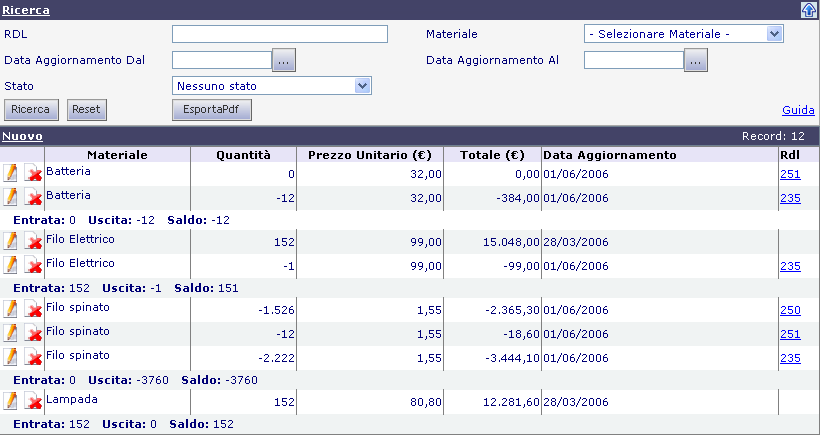 Ricerca
RDL Materiale - Selezionare Materiale -
Data Aggiornamento Dal ... Data Aggiornamento Al ...
Stato Nessuno stato
Ricerca Reset EsportaPdf Guida
Nuovo Record: 12
Materiale Quantità Prezzo Unitario (€) Totale (€) Data Aggiornamento Rdl
Batteria 0 32,00 0,00 01/06/2006 251
Batteria -12 32,00 -384,00 01/06/2006 235
Entrata: 0 Uscita: -12 Saldo: -12
Filo Elettrico 152 99,00 15.048,00 28/03/2006
Filo Elettrico -1 99,00 -99,00 01/06/2006 235
Entrata: 152 Uscita: -1 Saldo: 151
Filo spinato -1.526 1,55 -2.365,30 01/06/2006 250
Filo spinato -12 1,55 -18,60 01/06/2006 251
Filo spinato -2.222 1,55 -3.444,10 01/06/2006 235
Entrata: 0 Uscita: -3760 Saldo: -3760
Lampada 152 80,80 12.281,60 28/03/2006
Entrata: 152 Uscita: 0 Saldo: 152